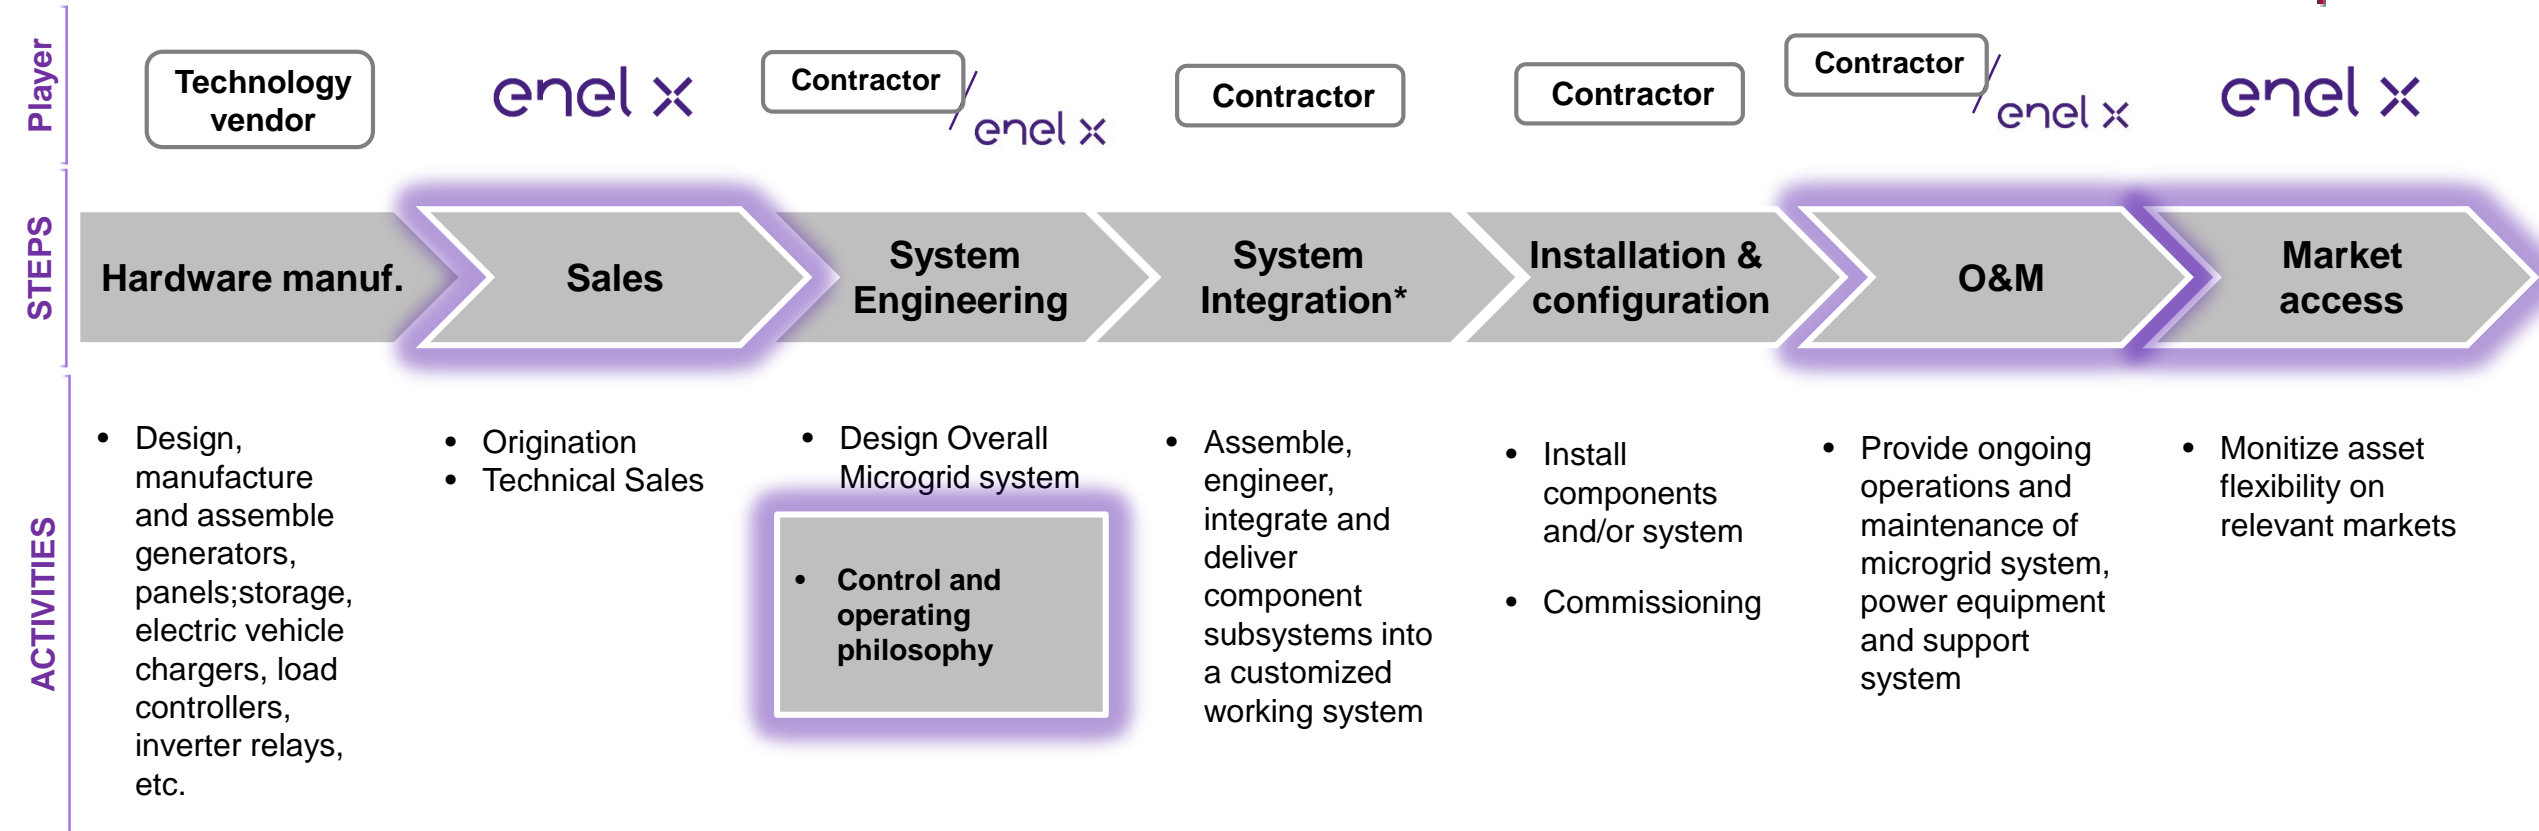 Player
Technology
vendor
enel x
Contractor
enel x
Contractor
Contractor
Contractor
enel x
enel x
STEPS
Hardware manuf.
Sales
System
Engineering
System
Integration*
Installation &
configuration
O&M
Market
access
ACTIVITIES
• Design,
manufacture
and assemble
generators,
panels;storage,
electric vehicle
chargers, load
controllers,
inverter relays,
etc.
• Origination
• Technical Sales
• Design Overall
Microgrid system
• Control and
operating
philosophy
• Assemble,
engineer,
integrate and
deliver
component
subsystems into
a customized
working system
• Install
components
and/or system
• Commissioning
• Provide ongoing
operations and
maintenance of
microgrid system,
power equipment
and support
system
• Monitize asset
flexibility on
relevant markets